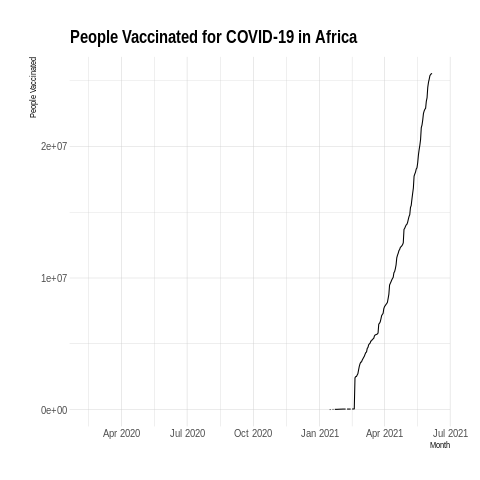 People Vaccinated for COVID-19 in Africa
People Vaccinated
2e+07
1e+07
0e+00
Apr 2020 Jul 2020 Oct 2020 Jan 2021 Apr 2021 Jul 2021
Month